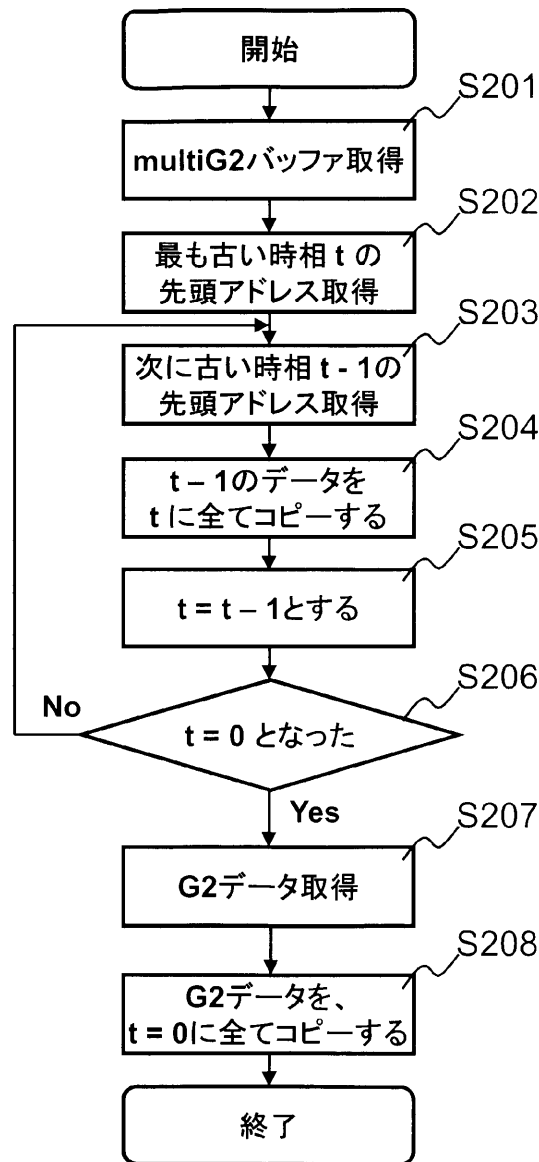 開始
S201
multiG2バッファ取得
S202
最も古い時相 t の
先頭アドレス取得
S203
次に古い時相 t - 1の
先頭アドレス取得
S204
t – 1のデータを
t に全てコピーする
S205
t = t – 1とする
S206
No
t = 0 となった
Yes
S207
G2データ取得
S208
G2データを、
t = 0に全てコピーする
終了